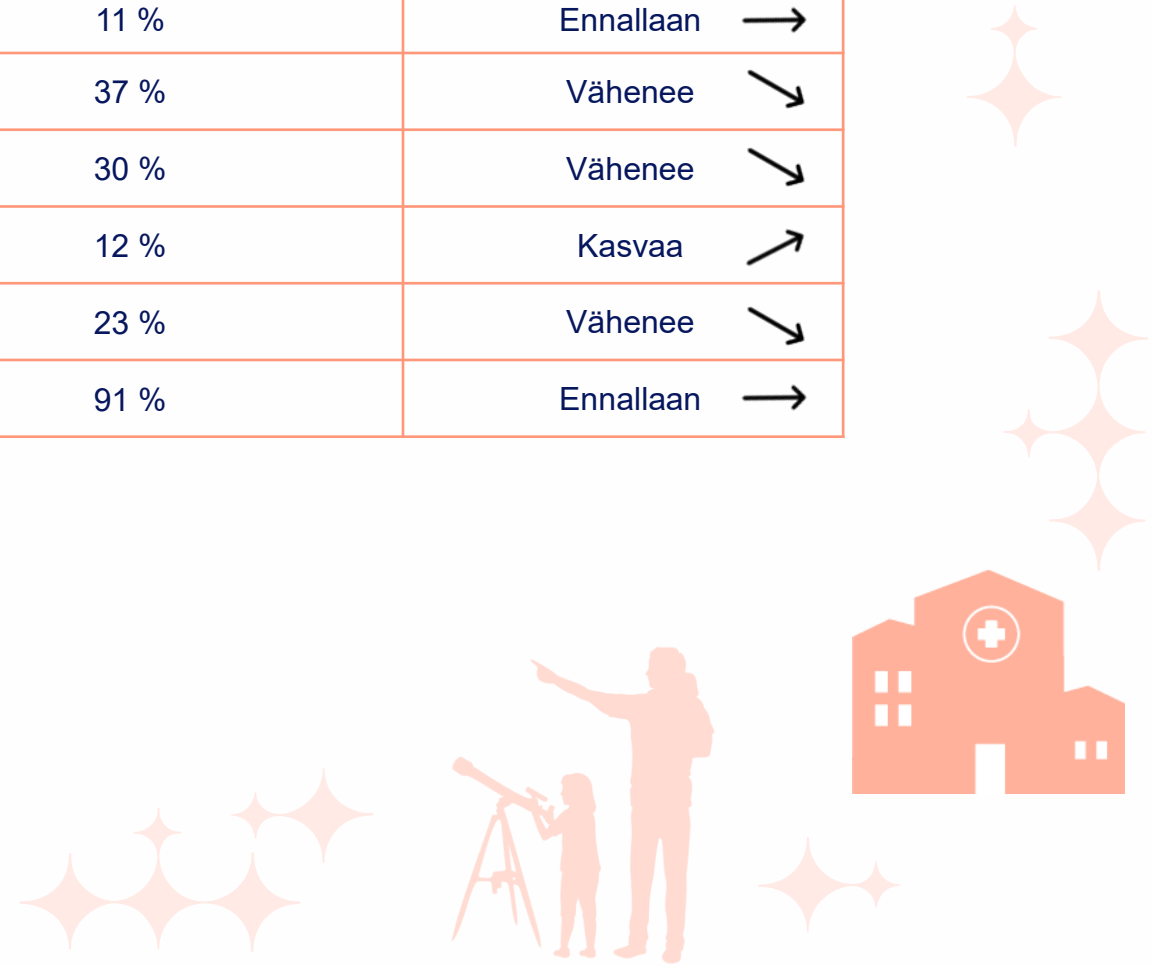 11 % Ennallaan
37 % Vähenee
30 % Vähenee
12 % Kasvaa
23 % Vähenee
91 % Ennallaan